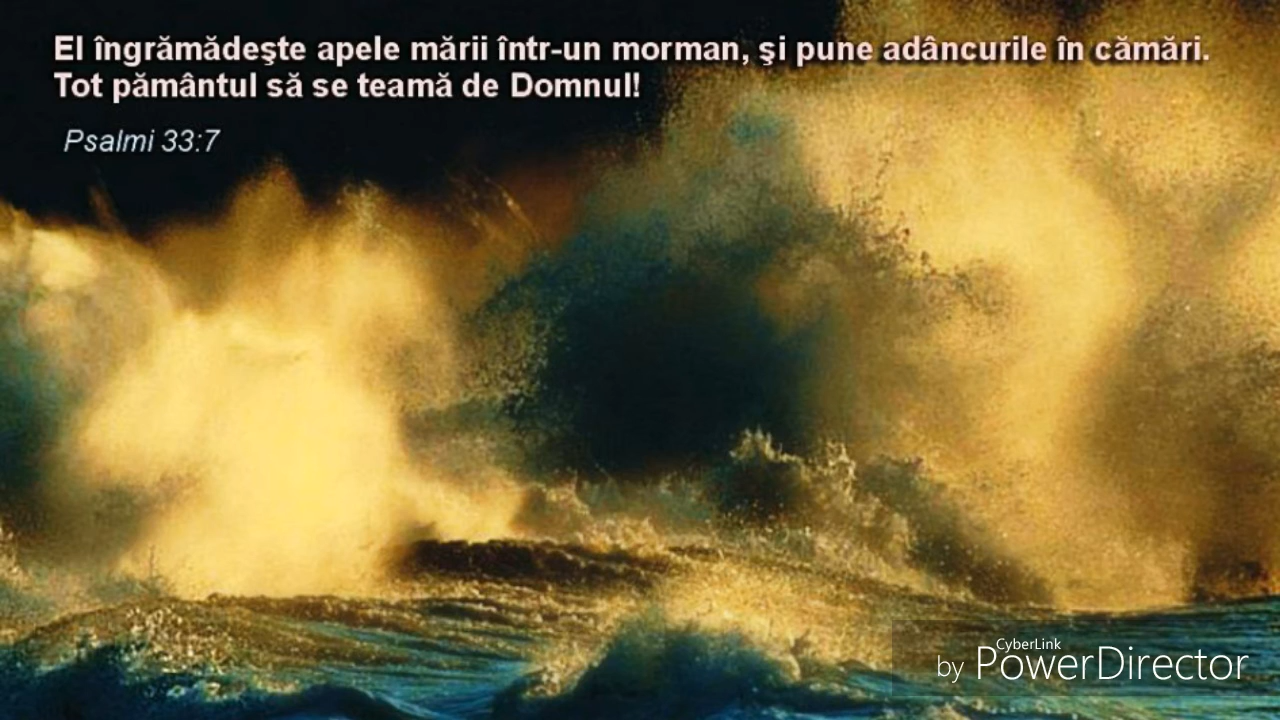 El îngrămădeşte apele mării într-un morman, şi pune adâncurile în cămări.
Tot pământul să se teamă de Domnul!
Psalmi 33:7
CyberLink
by PowerDirector